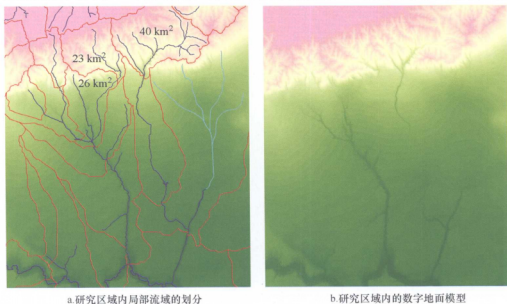 40 km²
23 km²
26 km²
a.研究区域内局部流域的划分
b.研究区域内的数字地面模型